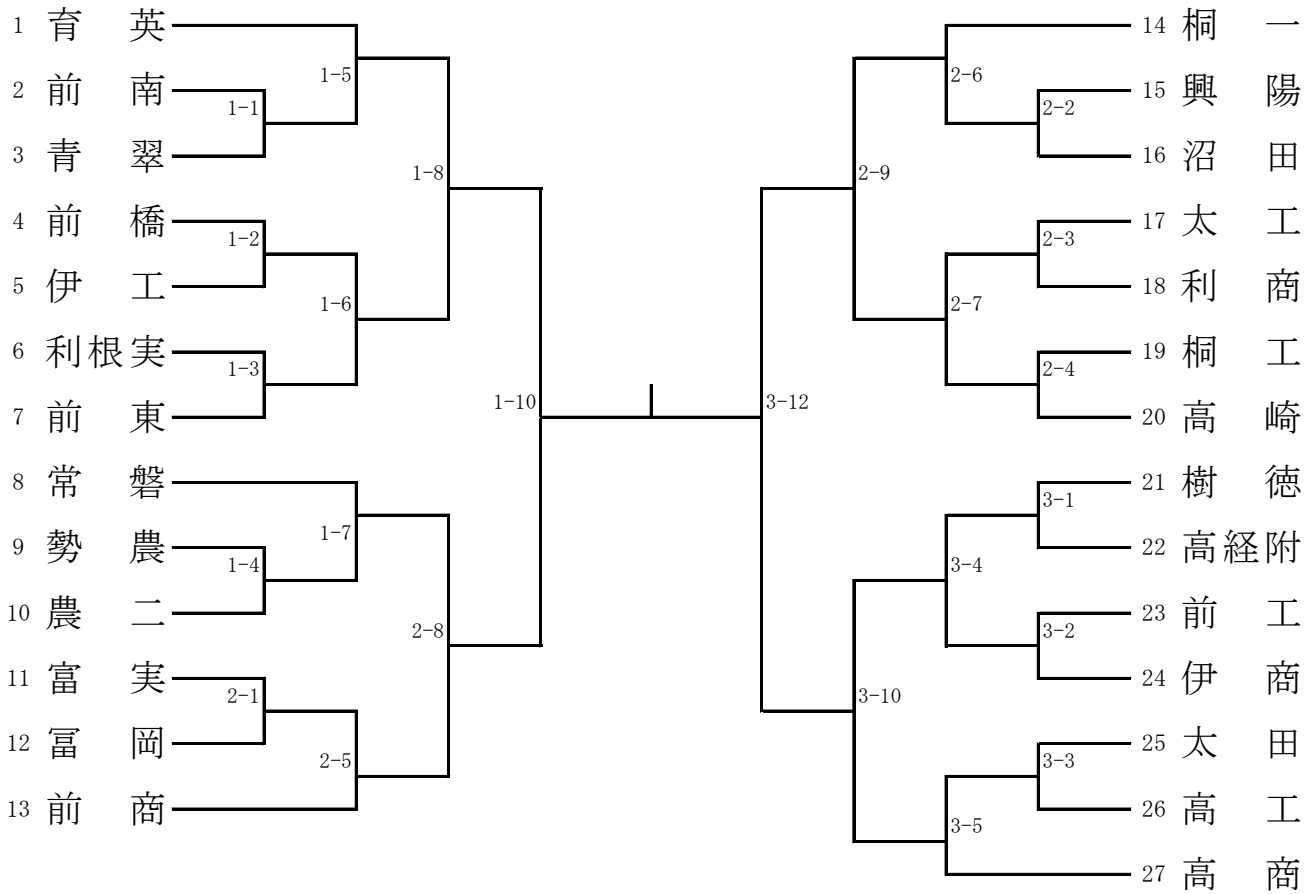 1 育英
2 前南
3 青翠
4 前橋
5 伊工
6 利根実
7 前東
8 常磐
9 勢農
10 農二
11 富実
12 冨岡
13 前商
1-1
1-2
1-3
1-4
2-1
1-5
1-6
1-7
2-5
1-8
2-8
1-10
3-12
2-9
3-10
2-6
2-7
3-4
3-5
2-2
2-3
2-4
3-1
3-2
3-3
14 桐一
15 興陽
16 沼田
17 太工
18 利商
19 桐工
20 高崎
21 樹徳
22 高経附
23 前工
24 伊商
25 太田
26 高工
27 高商